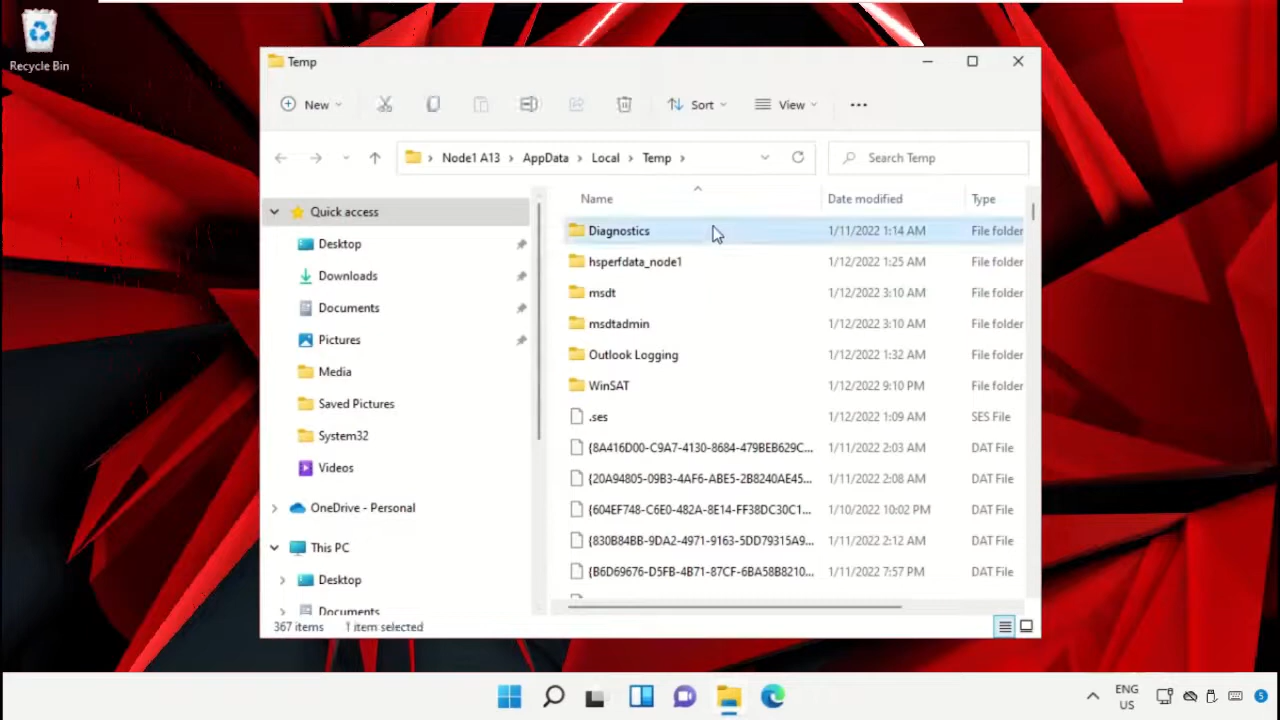 Recycle Bin
Temp
New
Sort
View
Node1 A13 > AppData > Local > Temp >
Search Temp
Name
Date modified
Type
Quick access
Desktop
Downloads
Documents
Pictures
Media
Saved Pictures
System32
Videos
OneDrive - Personal
This PC
Desktop
Documents
Diagnostics 1/11/2022 1:14 AM File folder
hsperfdata_node1 1/12/2022 1:25 AM File folder
msdt 1/12/2022 3:10 AM File folder
msdtadmin 1/12/2022 3:10 AM File folder
Outlook Logging 1/12/2022 1:32 AM File folder
WinSAT 1/12/2022 9:10 PM File folder
.ses 1/12/2022 1:09 AM SES File
{8A416D00-C9A7-4130-8684-479BEB629C... 1/11/2022 2:03 AM DAT File
{20A94805-09B3-4AF6-ABE5-2B8240AE45... 1/11/2022 2:08 AM DAT File
{604EF748-C6E0-482A-8E14-FF38DC30C1... 1/10/2022 10:02 PM DAT File
{830B84BB-9DA2-4971-9163-5DD79315A9... 1/11/2022 2:12 AM DAT File
{B6D69676-D5FB-4B71-87CF-6BA58B8210... 1/11/2022 7:57 PM DAT File
367 items
1 item selected
ENG
US
5